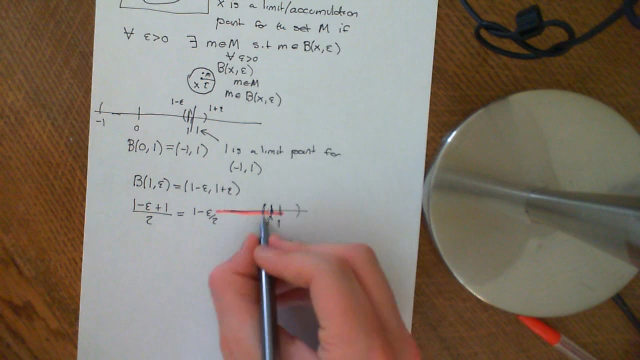 x is a limit/accumulation
point for the set M if
∀ ε>0 ∃ m∈M s.t m∈B(x,ε)
∀ ε>0
B(x,ε)
m∈M
m∈B(x,ε)
m
x ε
1-ε 1+ε
-1 0 1
B(0,1)=(-1,1) 1 is a limit point for
(-1,1)
B(1,ε)=(1-ε,1+ε)
1-ε+1
2
= 1-ε/2
1